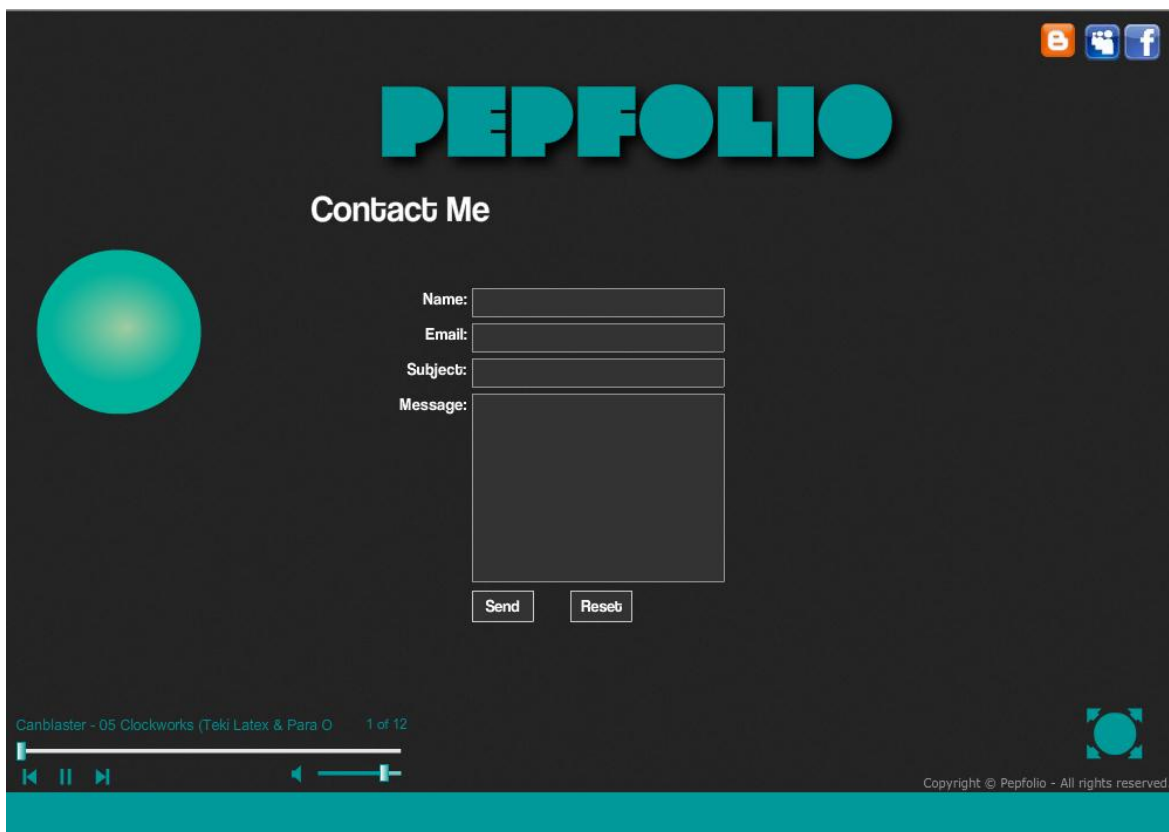 PEPFOLIO
Contact Me
Name:
Email:
Subject:
Message:
Send Reset
Canblaster - 05 Clockworks (Teki Latex & Para O 1 of 12
Copyright © Pepfolio - All rights reserved